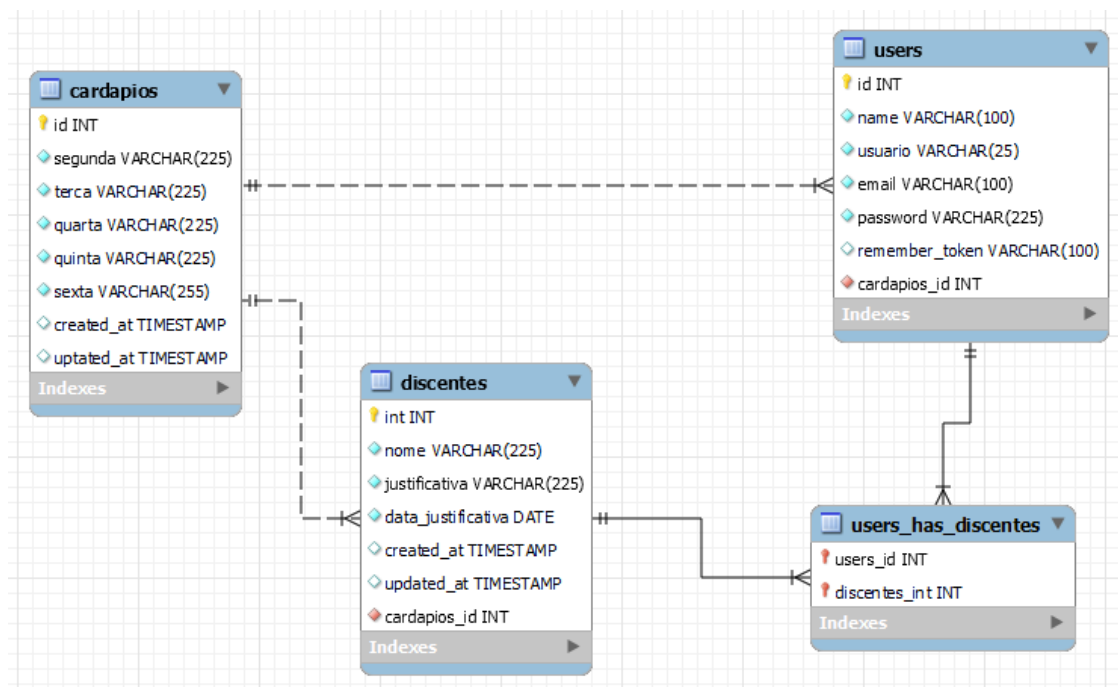 cardapios
id INT
segunda VARCHAR(225)
terca VARCHAR(225)
quarta VARCHAR(225)
quinta VARCHAR(225)
sexta VARCHAR(255)
created_at TIMESTAMP
uptated_at TIMESTAMP
Indexes
users
id INT
name VARCHAR(100)
usuario VARCHAR(25)
email VARCHAR(100)
password VARCHAR(225)
remember_token VARCHAR(100)
cardapios_id INT
Indexes
discentes
int INT
nome VARCHAR(225)
justificativa VARCHAR(225)
data_justificativa DATE
created_at TIMESTAMP
updated_at TIMESTAMP
cardapios_id INT
Indexes
users_has_discentes
users_id INT
discentes_int INT
Indexes